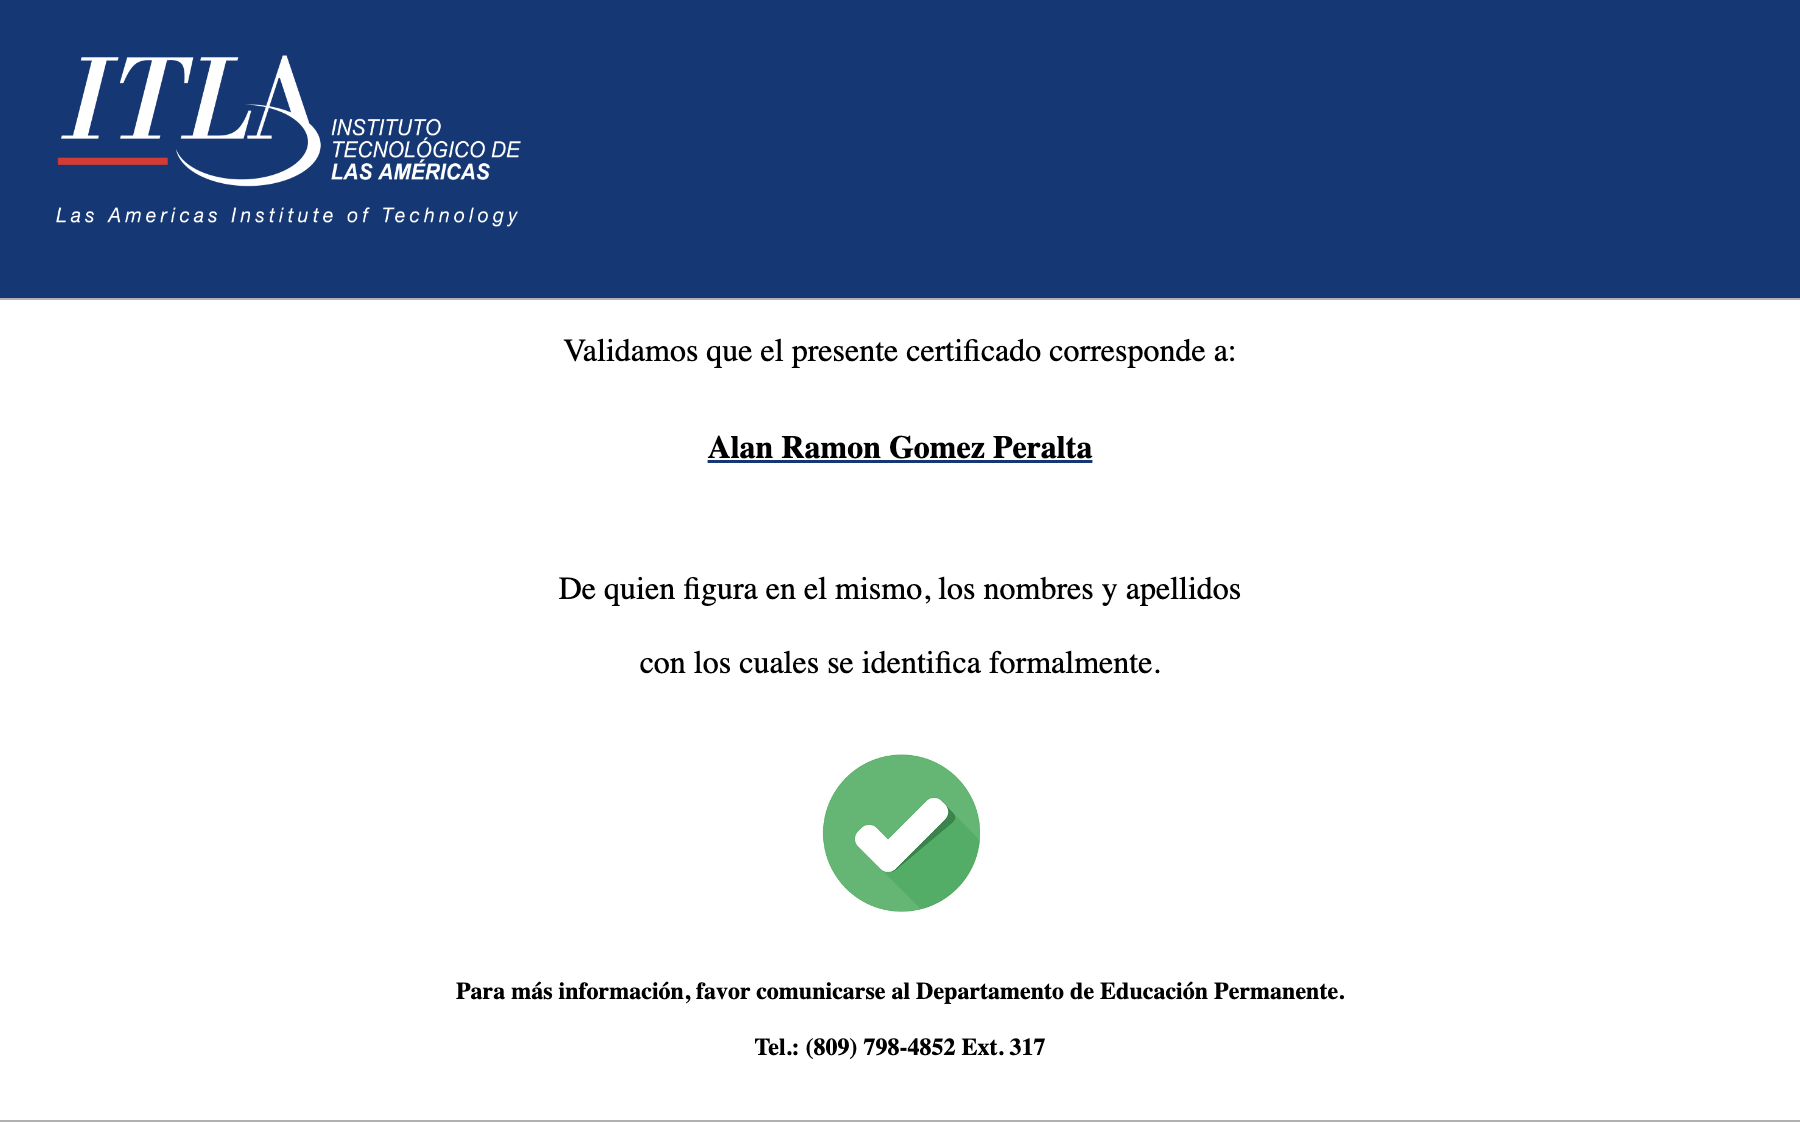 ITLA
INSTITUTO
TECNOLÓGICO DE
LAS AMÉRICAS
Las Americas Institute of Technology
Validamos que el presente certificado corresponde a:
Alan Ramon Gomez Peralta
De quien figura en el mismo, los nombres y apellidos
con los cuales se identifica formalmente.
Para más información, favor comunicarse al Departamento de Educación Permanente.
Tel.: (809) 798-4852 Ext. 317